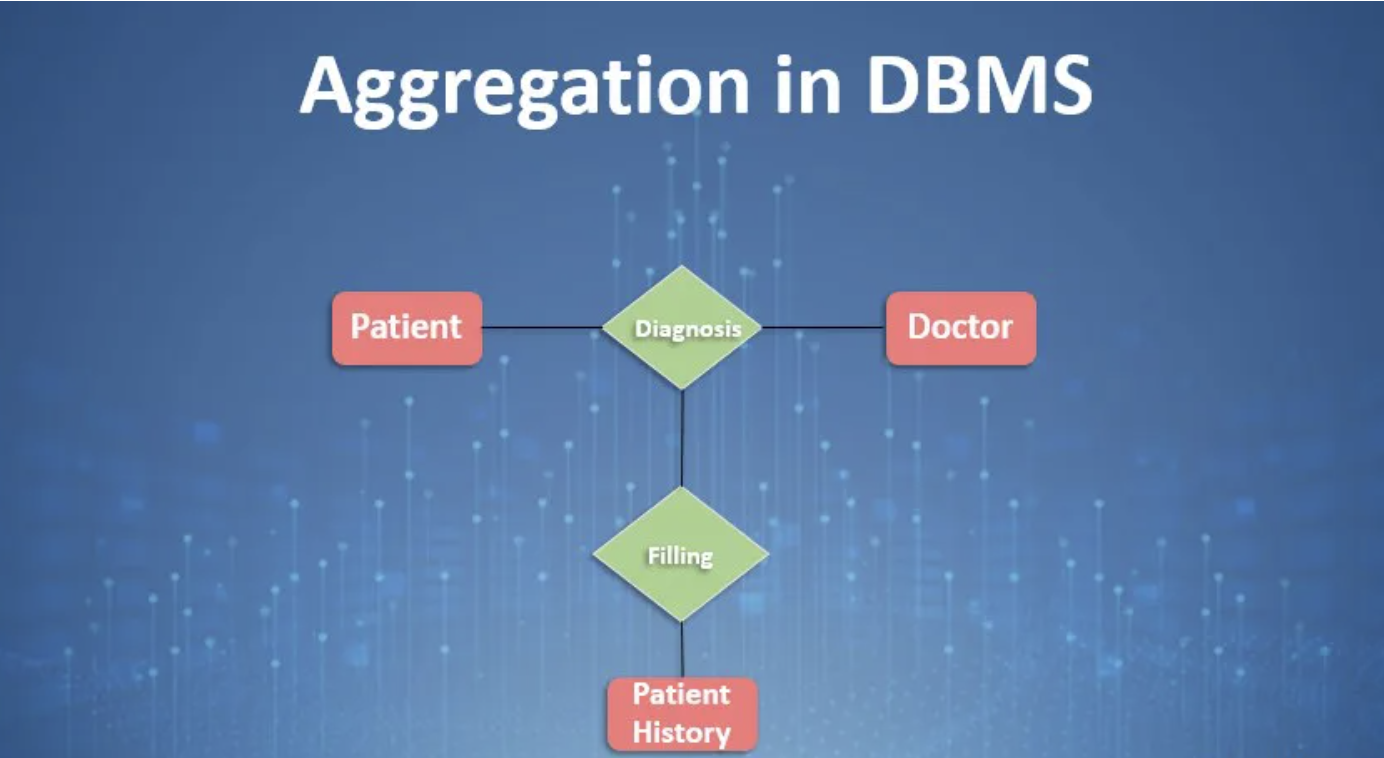 Aggregation in DBMS
Patient
Diagnosis
Doctor
Filling
Patient
History